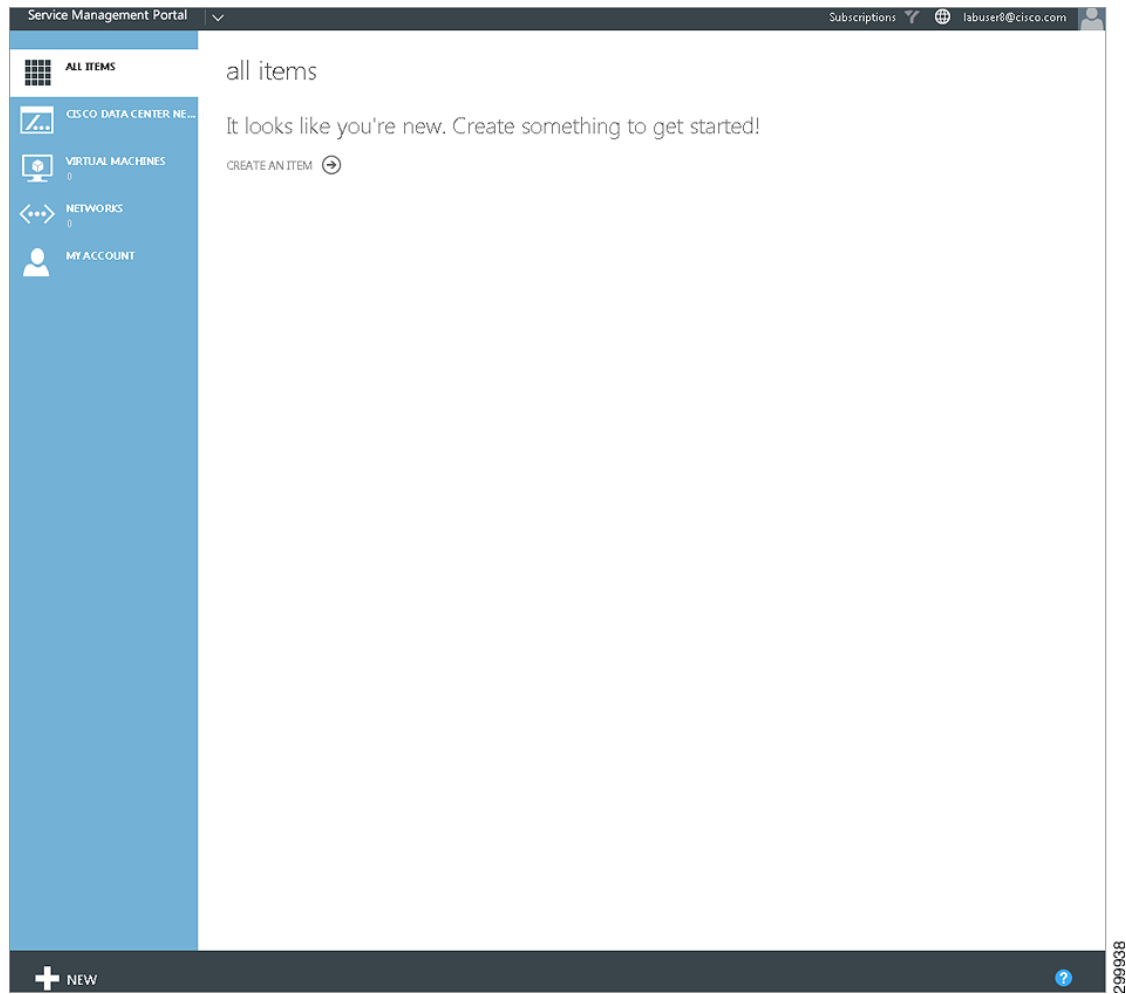 Service Management Portal
Subscriptions
labuser8@cisco.com
ALL ITEMS
CISCO DATA CENTER NE...
VIRTUAL MACHINES
0
NETWORKS
0
MY ACCOUNT
all items
It looks like you're new. Create something to get started!
CREATE AN ITEM
NEW
?
299938